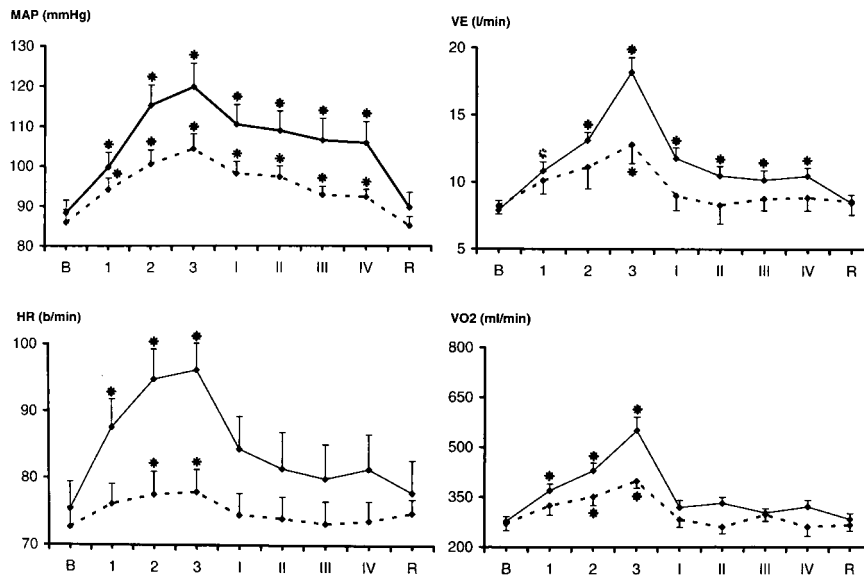 MAP (mmHg)
130
120
110
100
90
80
B 1 2 3 I II III IV R
VE (l/min)
20
15
10
5
B 1 2 3 I II III IV R
HR (b/min)
100
90
80
70
B 1 2 3 I II III IV R
VO2 (ml/min)
800
650
500
350
200
B 1 2 3 I II III IV R